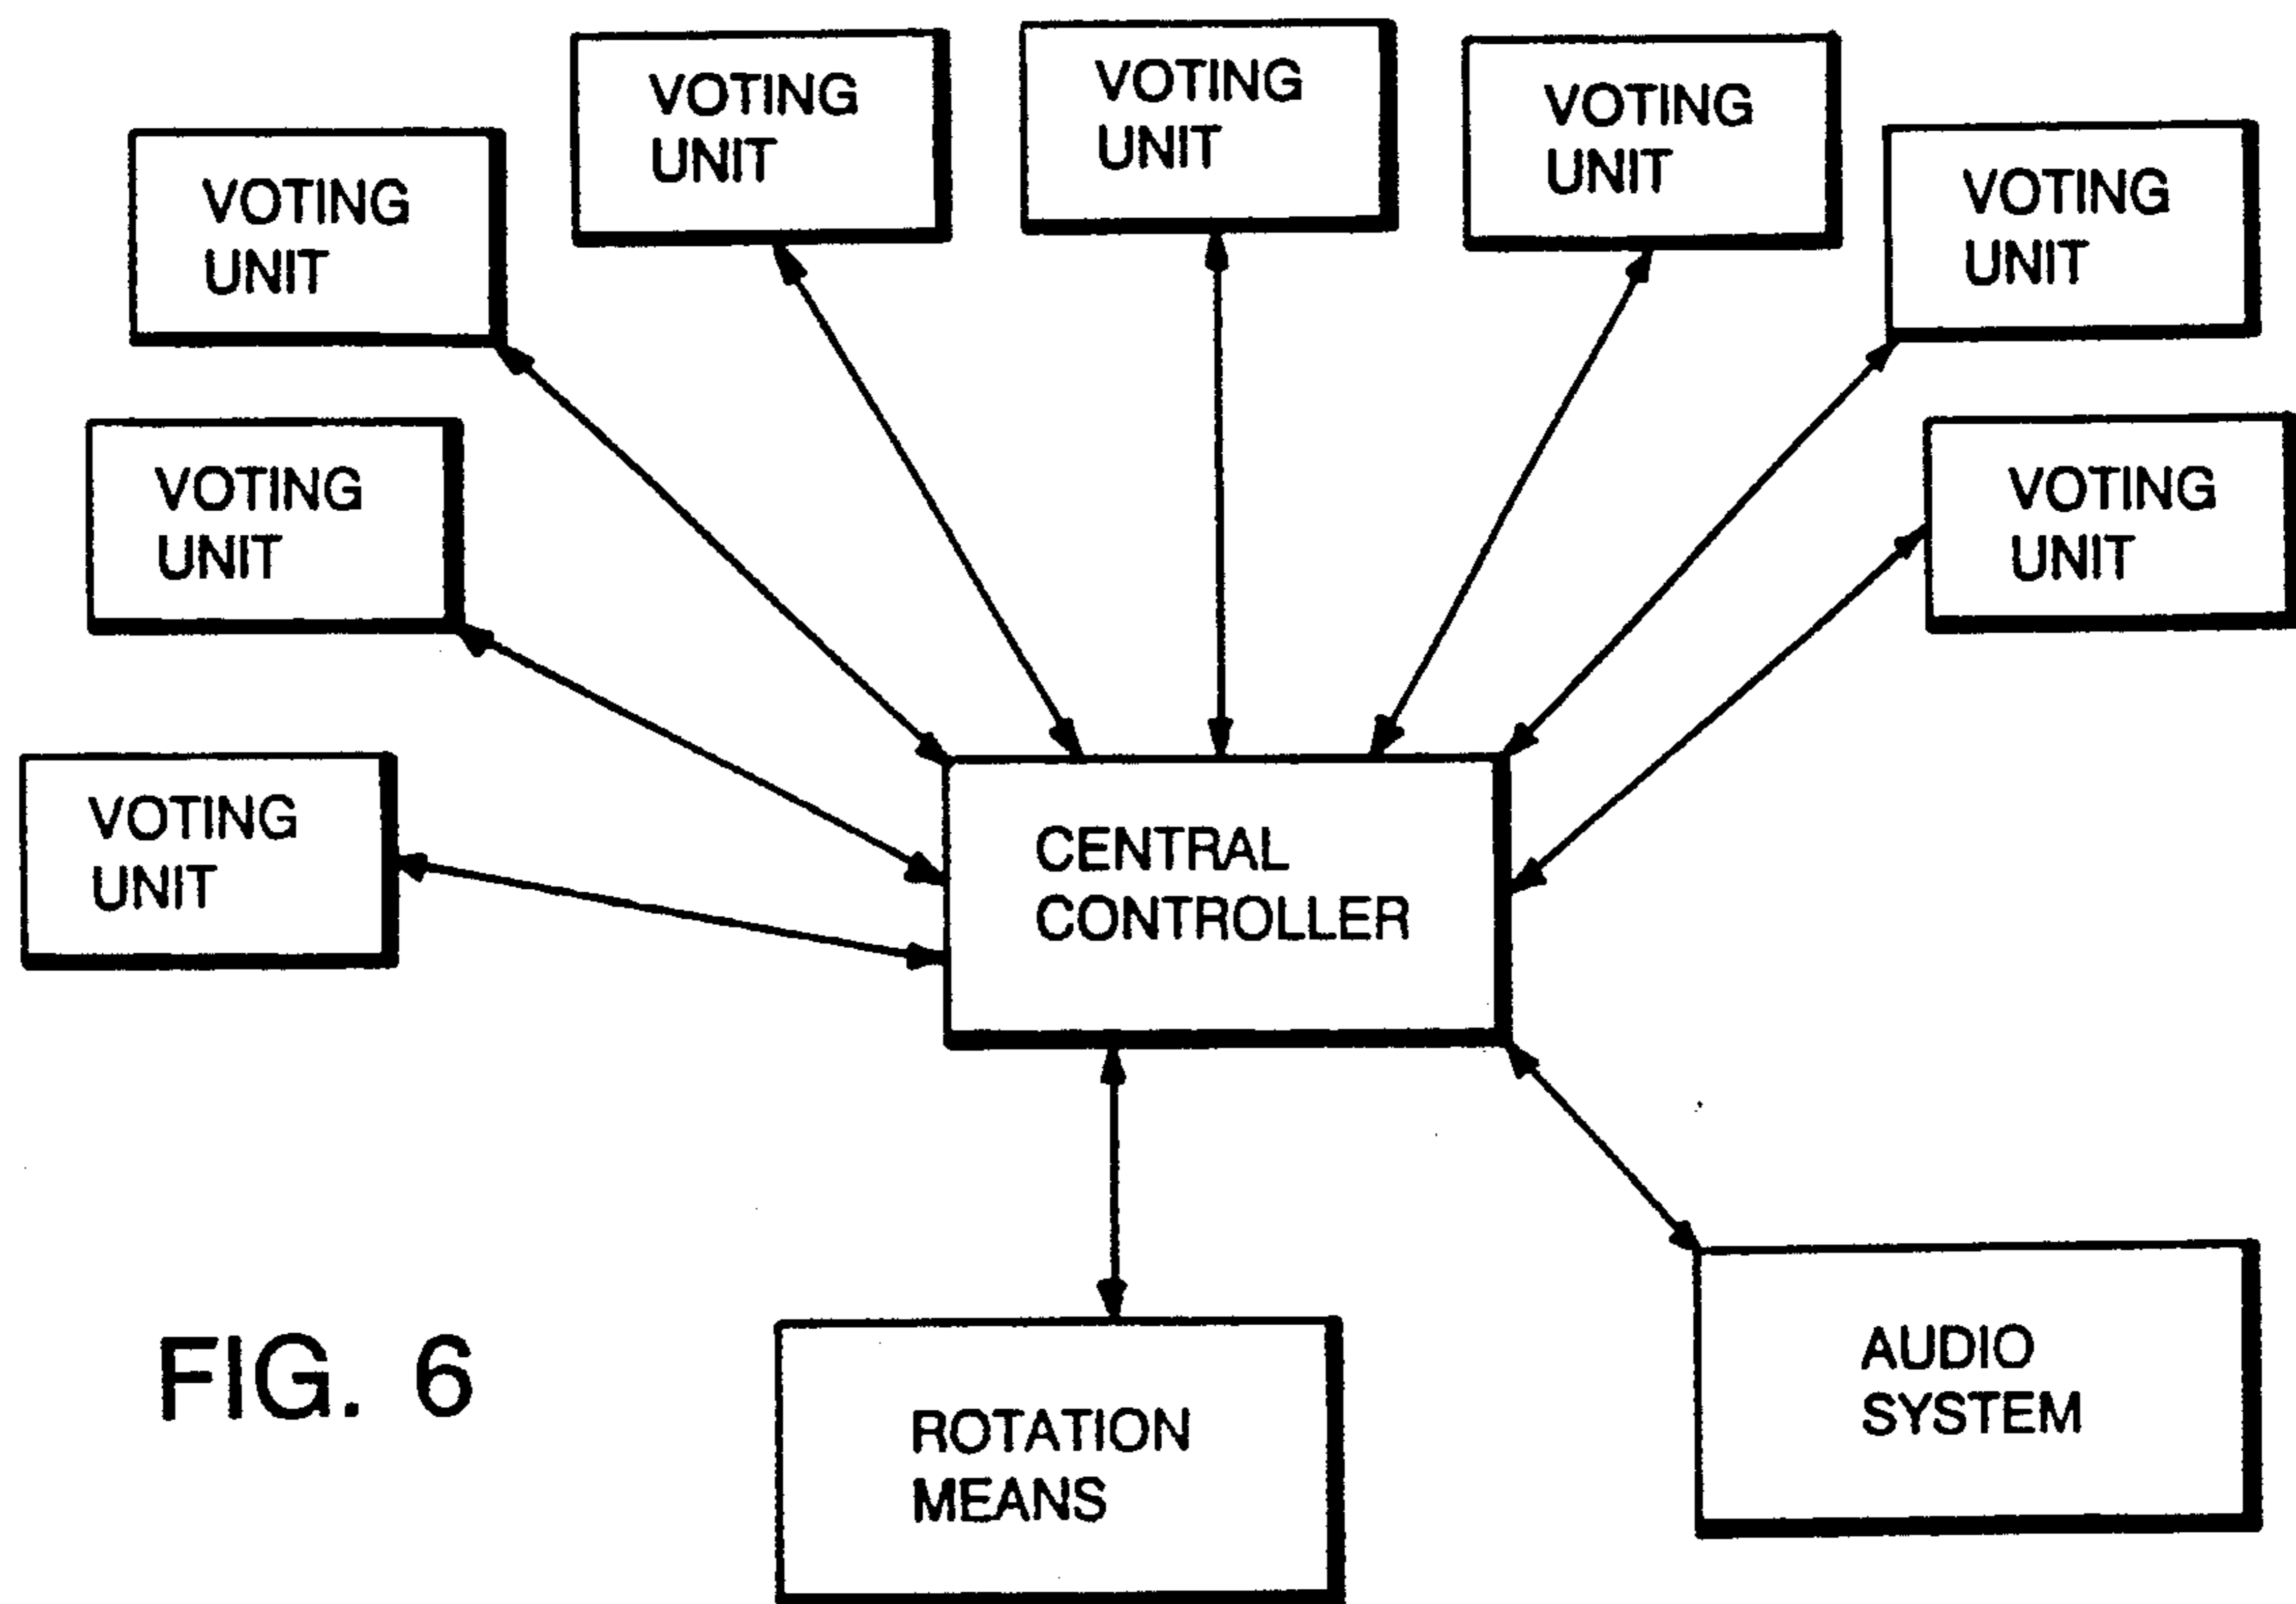 VOTING
UNIT
VOTING
UNIT
VOTING
UNIT
VOTING
UNIT
VOTING
UNIT
VOTING
UNIT
VOTING
UNIT
VOTING
UNIT
CENTRAL
CONTROLLER
FIG. 6
ROTATION
MEANS
AUDIO
SYSTEM